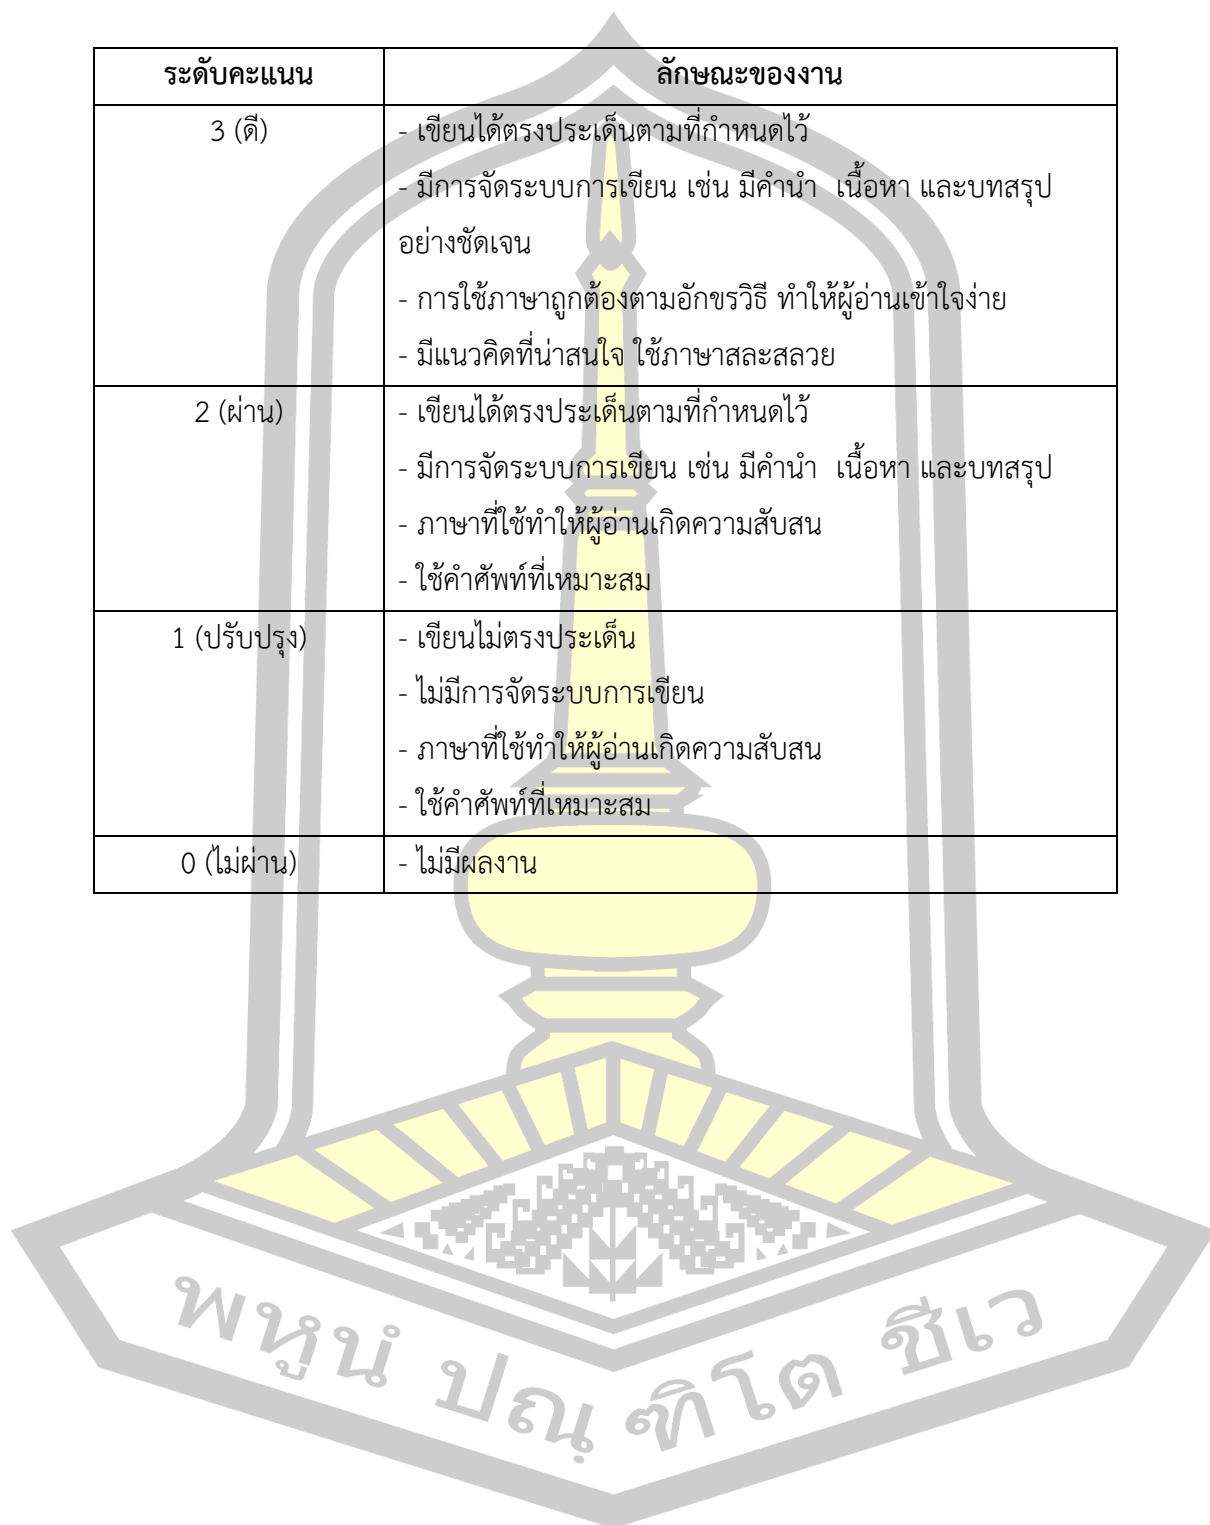 ระดับคะแนน ลักษณะของงาน
3 (ดี) - เขียนได้ตรงประเด็นตามที่กำหนดไว้
- มีการจัดระบบการเขียน เช่น มีคำนำ เนื้อหา และบทสรุป
อย่างชัดเจน
- การใช้ภาษาถูกต้องตามอักขรวิธี ทำให้ผู้อ่านเข้าใจง่าย
- มีแนวคิดที่น่าสนใจ ใช้ภาษาสละสลวย
2 (ผ่าน) - เขียนได้ตรงประเด็นตามที่กำหนดไว้
- มีการจัดระบบการเขียน เช่น มีคำนำ เนื้อหา และบทสรุป
- ภาษาที่ใช้ทำให้ผู้อ่านเกิดความสับสน
- ใช้คำศัพท์ที่เหมาะสม
1 (ปรับปรุง) - เขียนไม่ตรงประเด็น
- ไม่มีการจัดระบบการเขียน
- ภาษาที่ใช้ทำให้ผู้อ่านเกิดความสับสน
- ใช้คำศัพท์ที่เหมาะสม
0 (ไม่ผ่าน) - ไม่มีผลงาน
พหูนํ ปณฺ ฑิโต ชีเว